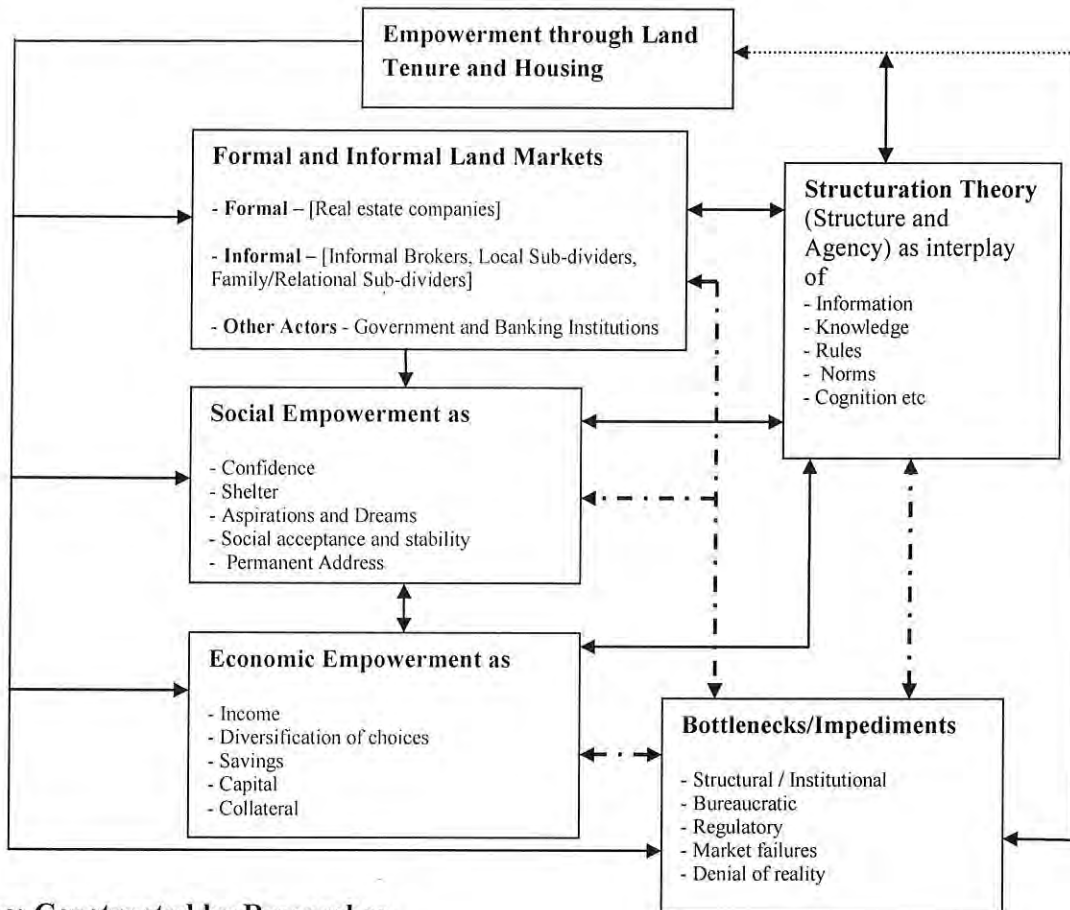 Empowerment through Land
Tenure and Housing
Formal and Informal Land Markets
- Formal – [Real estate companies]
- Informal – [Informal Brokers, Local Sub-dividers,
Family/Relational Sub-dividers]
- Other Actors - Government and Banking Institutions
Structuration Theory
(Structure and
Agency) as interplay
of
- Information
- Knowledge
- Rules
- Norms
- Cognition etc
Social Empowerment as
- Confidence
- Shelter
- Aspirations and Dreams
- Social acceptance and stability
- Permanent Address
Economic Empowerment as
- Income
- Diversification of choices
- Savings
- Capital
- Collateral
Bottlenecks/Impediments
- Structural / Institutional
- Bureaucratic
- Regulatory
- Market failures
- Denial of reality